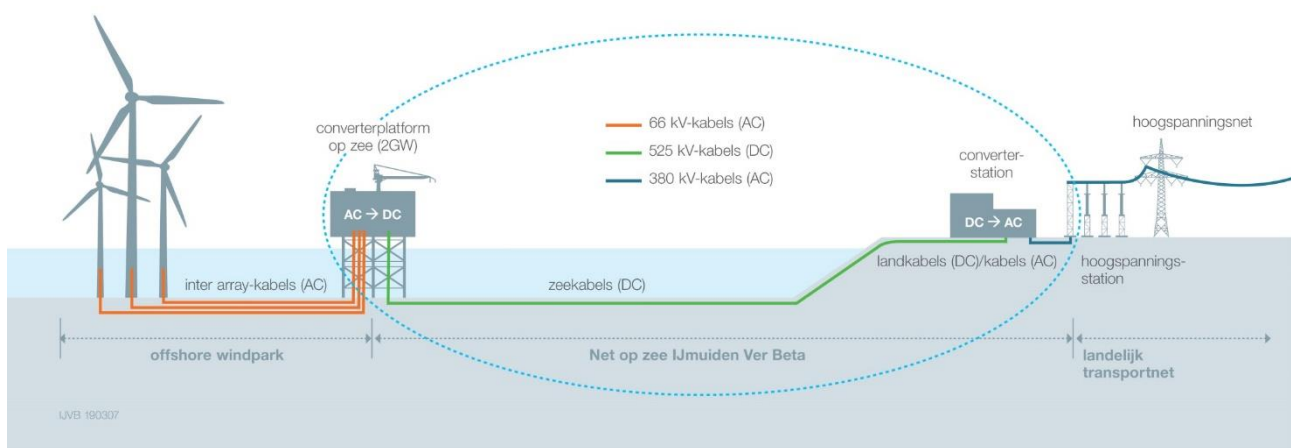 converterplatform
op zee (2GW)
AC → DC
66 kV-kabels (AC)
525 kV-kabels (DC)
380 kV-kabels (AC)
converter-
station
DC → AC
hoogspanningsnet
inter array-kabels (AC)
zeekabels (DC)
landkabels (DC)/kabels (AC)
hoogspannings-
station
offshore windpark
Net op zee IJmuiden Ver Beta
landelijk
transportnet
IJVB 190307